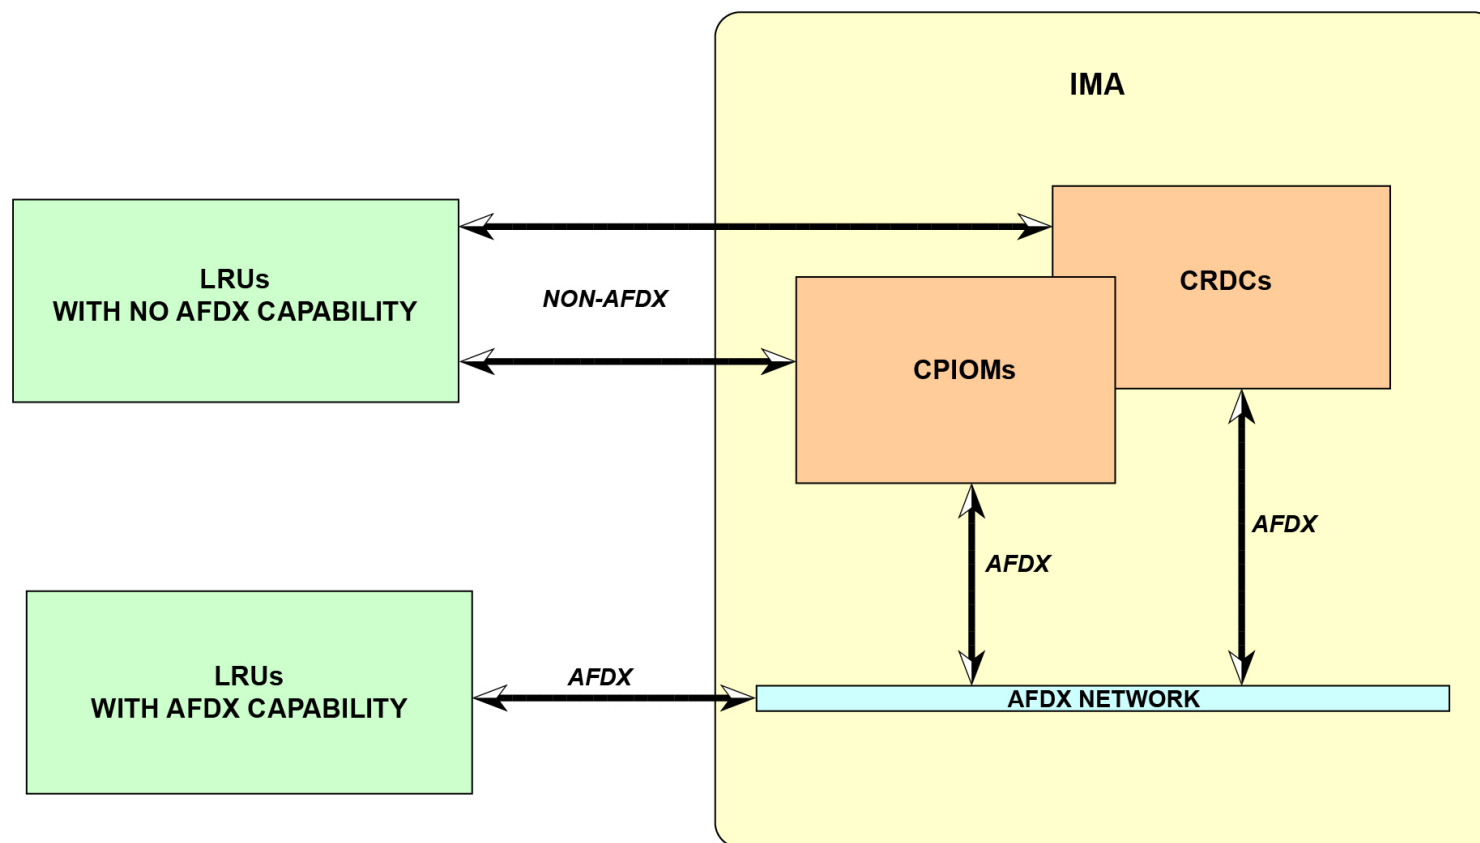 IMA
LRUs
WITH NO AFDX CAPABILITY
NON-AFDX
CRDCs
CPIOMs
AFDX
AFDX
LRUs
WITH AFDX CAPABILITY
AFDX
AFDX NETWORK